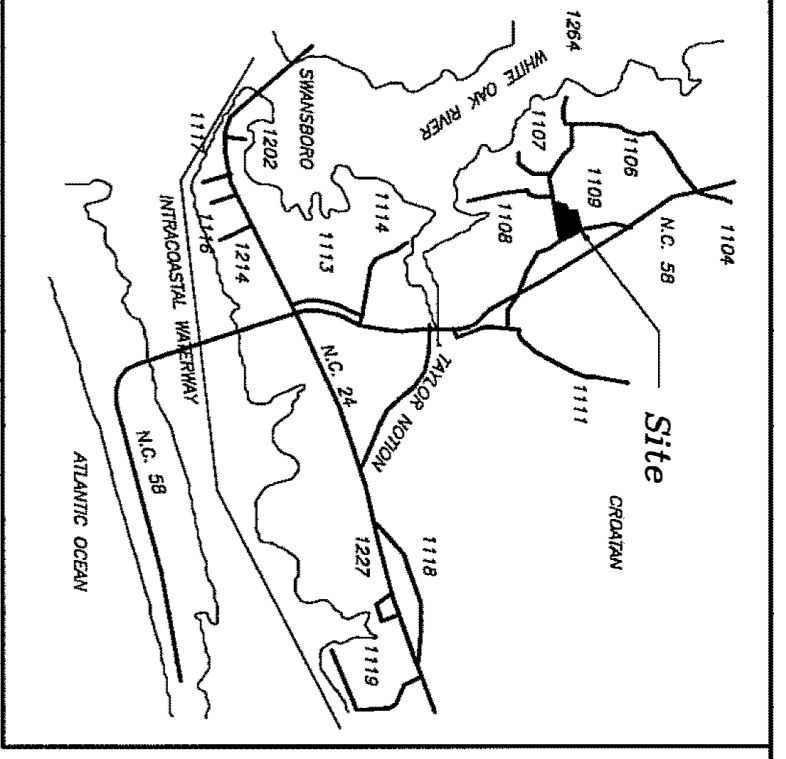 1264
WHITE OAK RIVER
SWANSBORO
1107
1106
1109
1104
N.C. 58
1108
1202
1117
1114
1113
1116
1214
INTRACOASTAL WATERWAY
N.C. 24
TAYLOR NOTION
1111
Site
CROATAN
N.C. 58
ATLANTIC OCEAN
1227
1118
1119